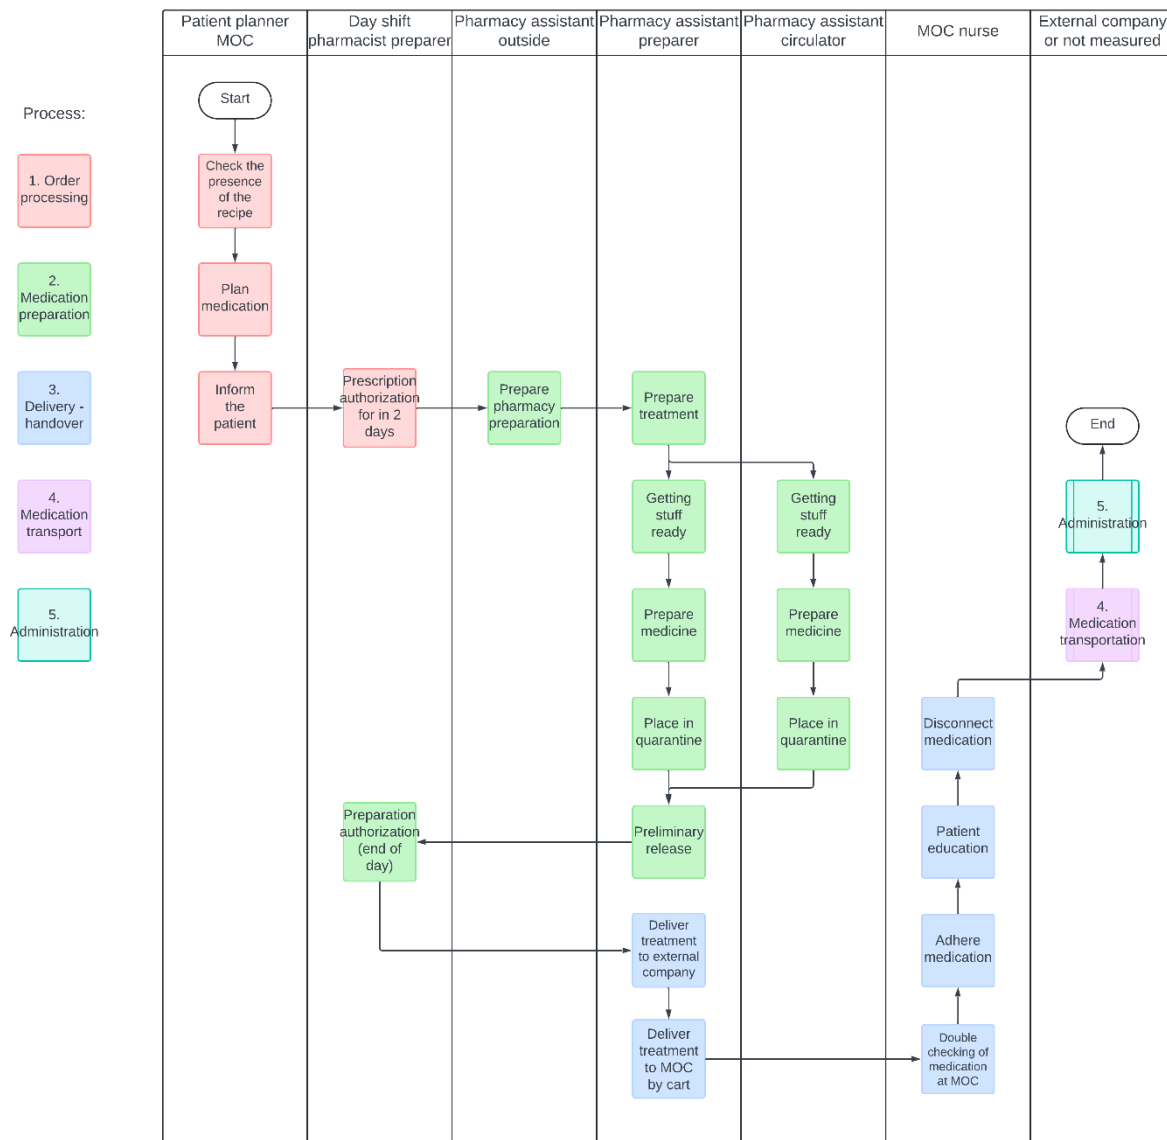 Patient planner
MOC
Day shift
pharmacist preparer
Pharmacy assistant
outside
Pharmacy assistant
preparer
Pharmacy assistant
circulator
MOC nurse
External company
or not measured
Process:
1. Order
processing
2.
Medication
preparation
3.
Delivery -
handover
4.
Medication
transport
5.
Administration
Start
Check the
presence
of the
recipe
Plan
medication
Inform
the
patient
Prescription
authorization
for in 2
days
Prepare
pharmacy
preparation
Prepare
treatment
Getting
stuff
ready
Getting
stuff
ready
Prepare
medicine
Prepare
medicine
Place in
quarantine
Place in
quarantine
Preliminary
release
Preparation
authorization
(end of
day)
Deliver
treatment
to external
company
Deliver
treatment
to MOC
by cart
Double
checking of
medication
at MOC
Adhere
medication
Patient
education
Disconnect
medication
4.
Medication
transportation
5.
Administration
End